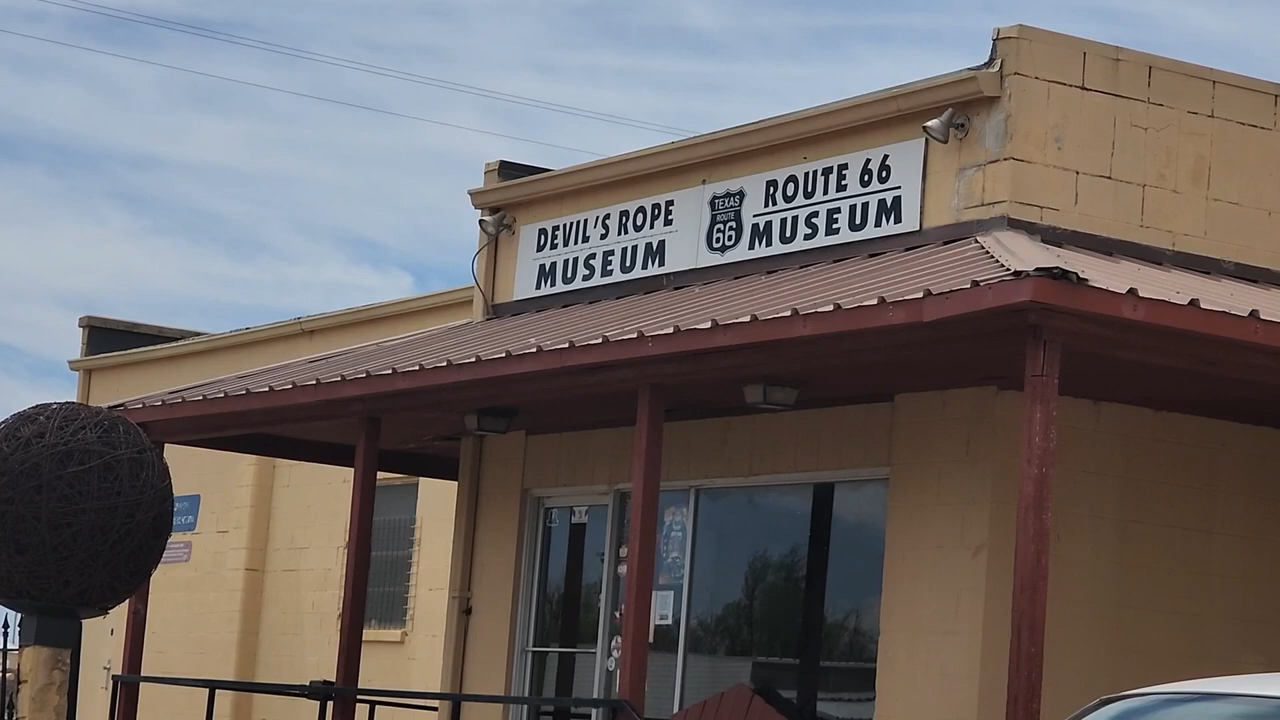 DEVIL'S ROPE
MUSEUM
TEXAS
ROUTE
66
ROUTE 66
MUSEUM